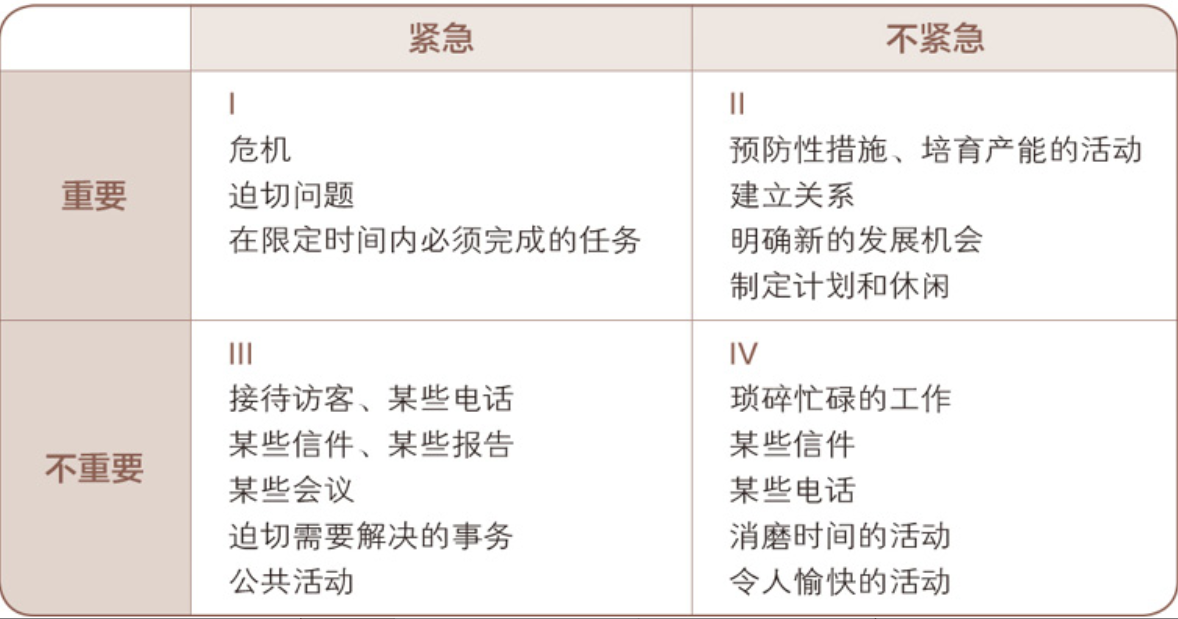 紧急
不紧急
重要
I
危机
迫切问题
在限定时间内必须完成的任务
II
预防性措施、培育产能的活动
建立关系
明确新的发展机会
制定计划和休闲
不重要
III
接待访客、某些电话
某些信件、某些报告
某些会议
迫切需要解决的事务
公共活动
IV
琐碎忙碌的工作
某些信件
某些电话
消磨时间的活动
令人愉快的活动